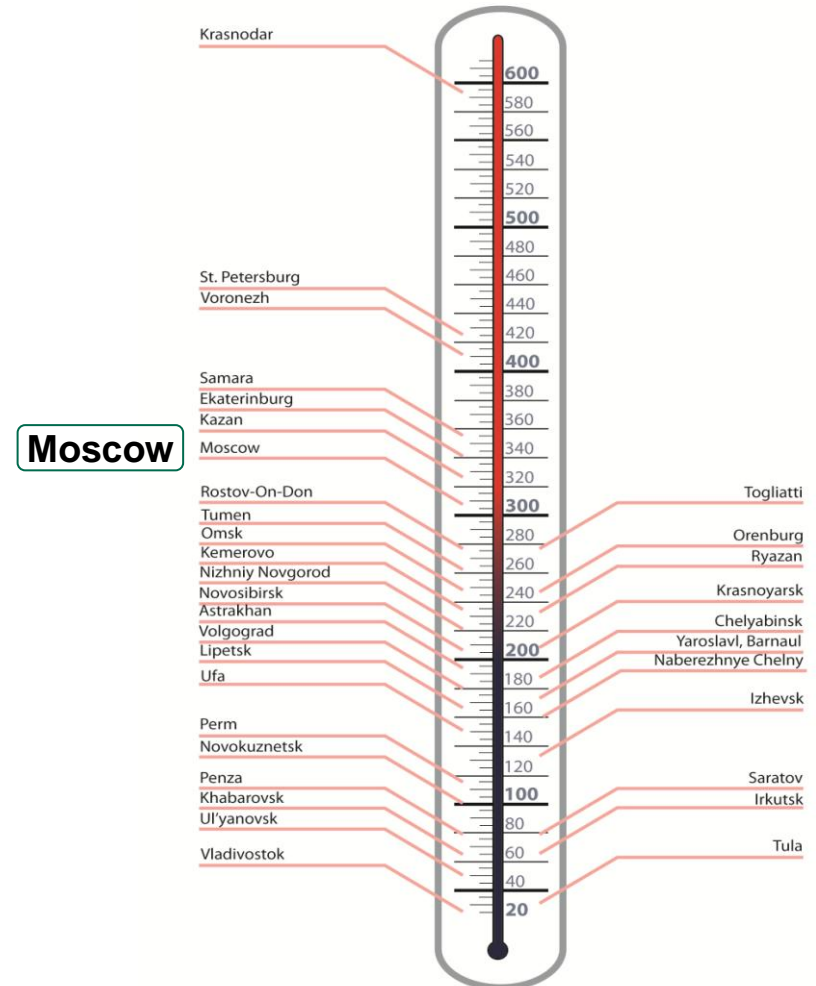 Krasnodar
600
580
560
540
520
500
480
St. Petersburg
460
Voronezh
440
420
400
Samara
380
Ekaterinburg
Kazan
360
Moscow
Moscow
340
320
Rostov-On-Don
Togliatti
300
Tumen
Omsk
280
Orenburg
Kemerovo
Ryazan
260
Nizhniy Novgorod
Novosibirsk
240
Krasnoyarsk
Astrakhan
220
Chelyabinsk
Volgograd
Yaroslavl, Barnaul
Lipetsk
200
Naberezhnye Chelny
Ufa
180
Izhevsk
160
Perm
140
Novokuznetsk
120
Penza
Saratov
100
Khabarovsk
Irkutsk
Ul'yanovsk
80
Tula
Vladivostok
60
40
20